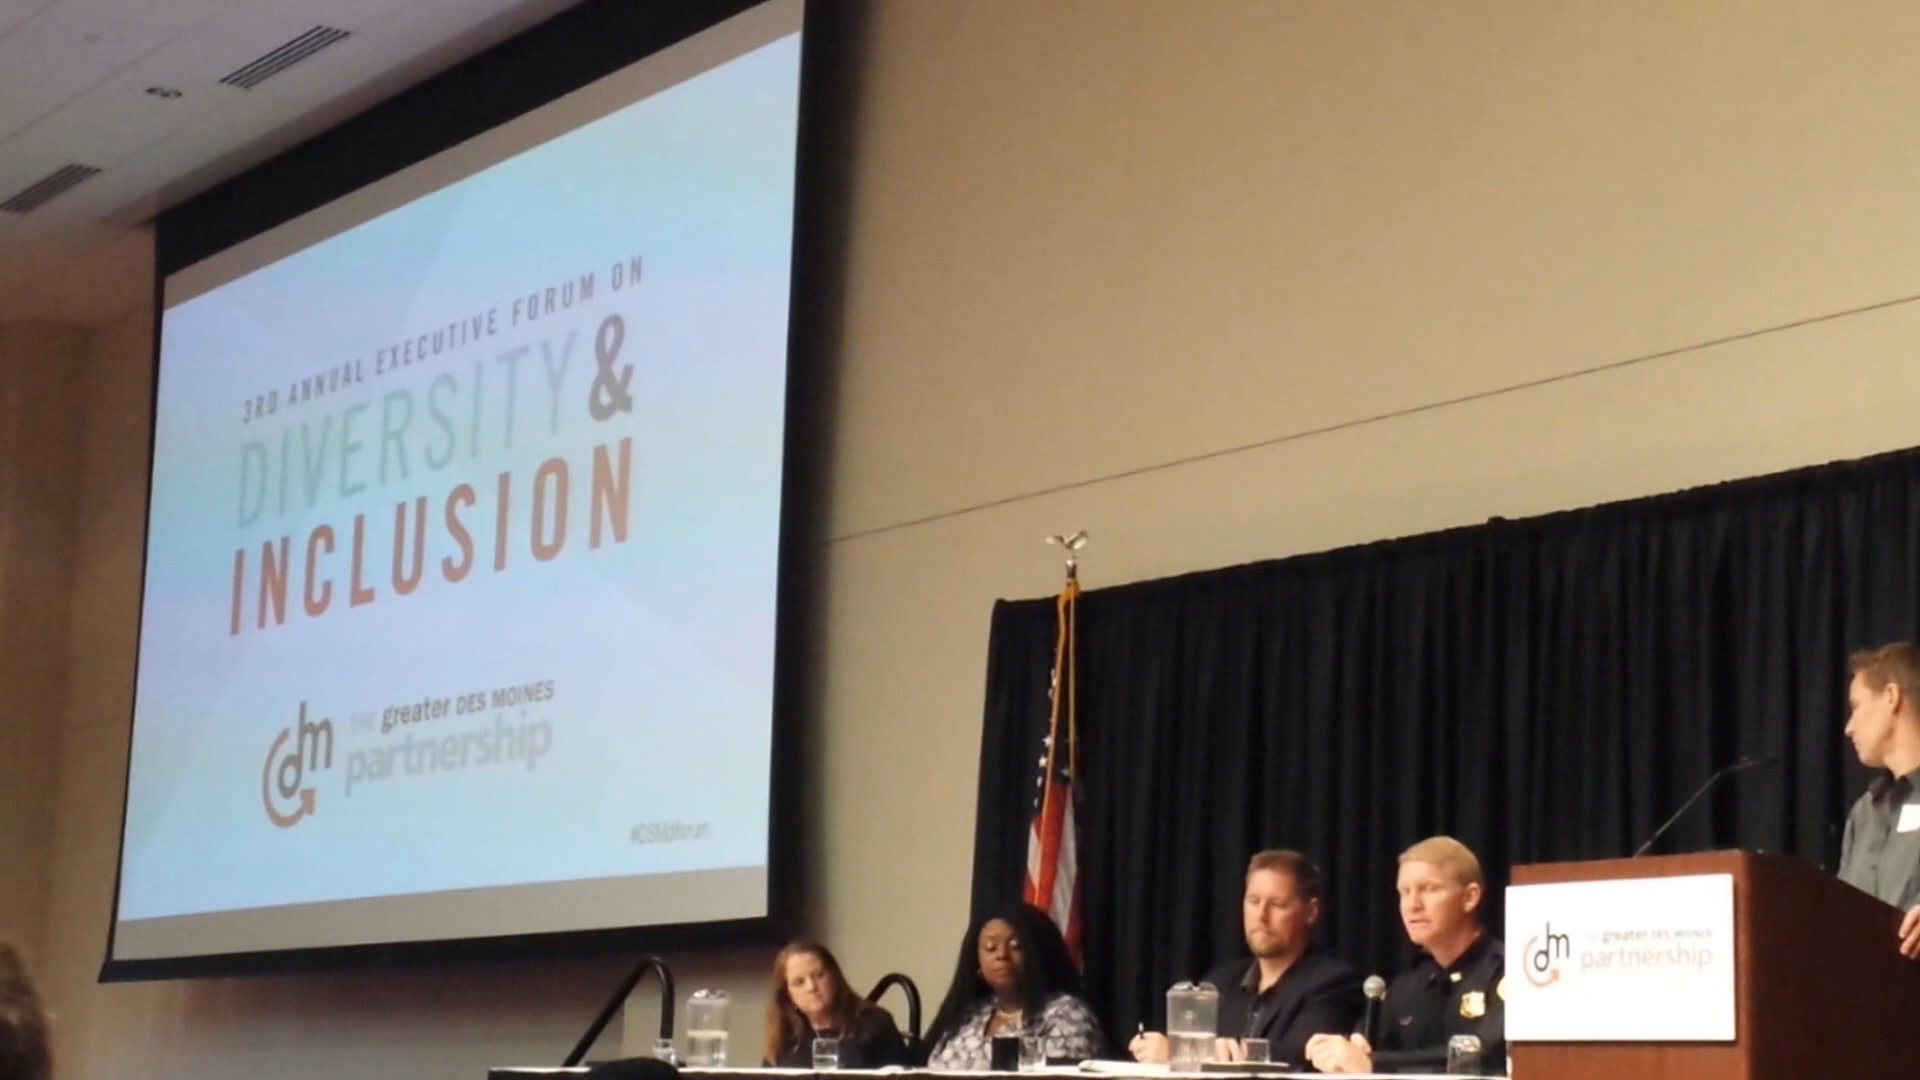 3RD ANNUAL EXECUTIVE FORUM ON
DIVERSITY &
INCLUSION
dm
THE greater DES MOINES
partnership
#DSMdiforum
dm
THE greater DES MOINES
partnership